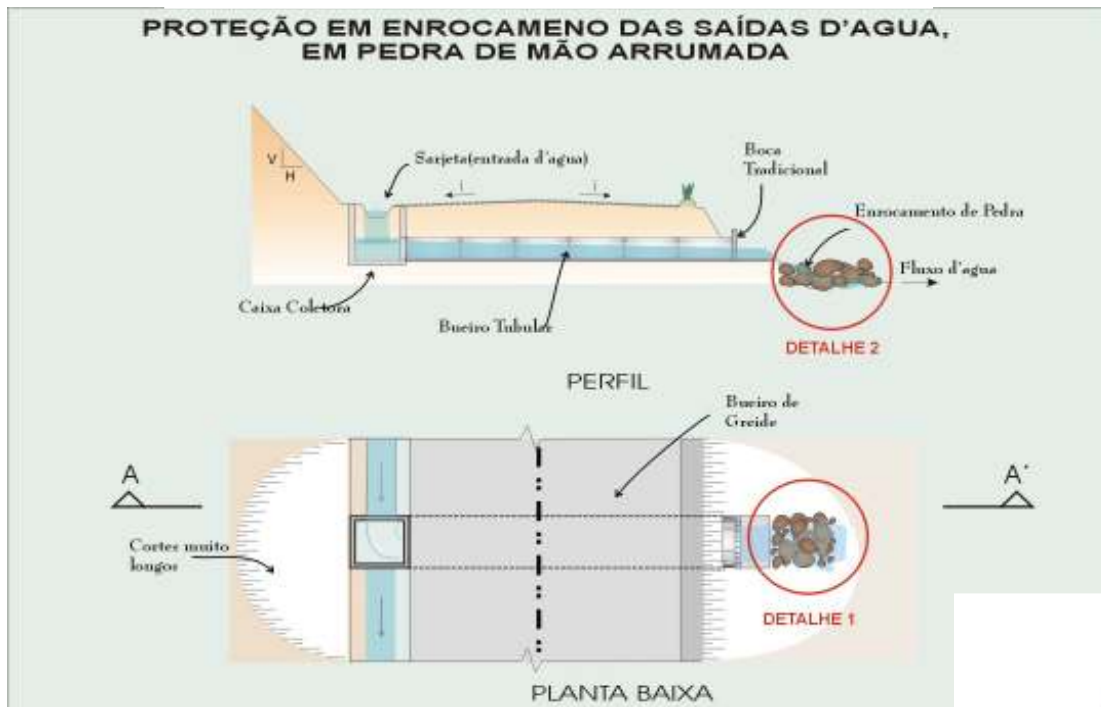 PROTEÇÃO EM ENROCAMENO DAS SAÍDAS D'AGUA,
EM PEDRA DE MÃO ARRUMADA
V
H
Sarjeta(entrada d'agua)
i
i
Boca
Tradicional
Enrocamento de Pedra
Fluxo d'agua
Caixa Coletora
Bueiro Tubular
DETALHE 2
PERFIL
Bueiro de
Greide
A
A'
Cortes muito
longos
DETALHE 1
PLANTA BAIXA